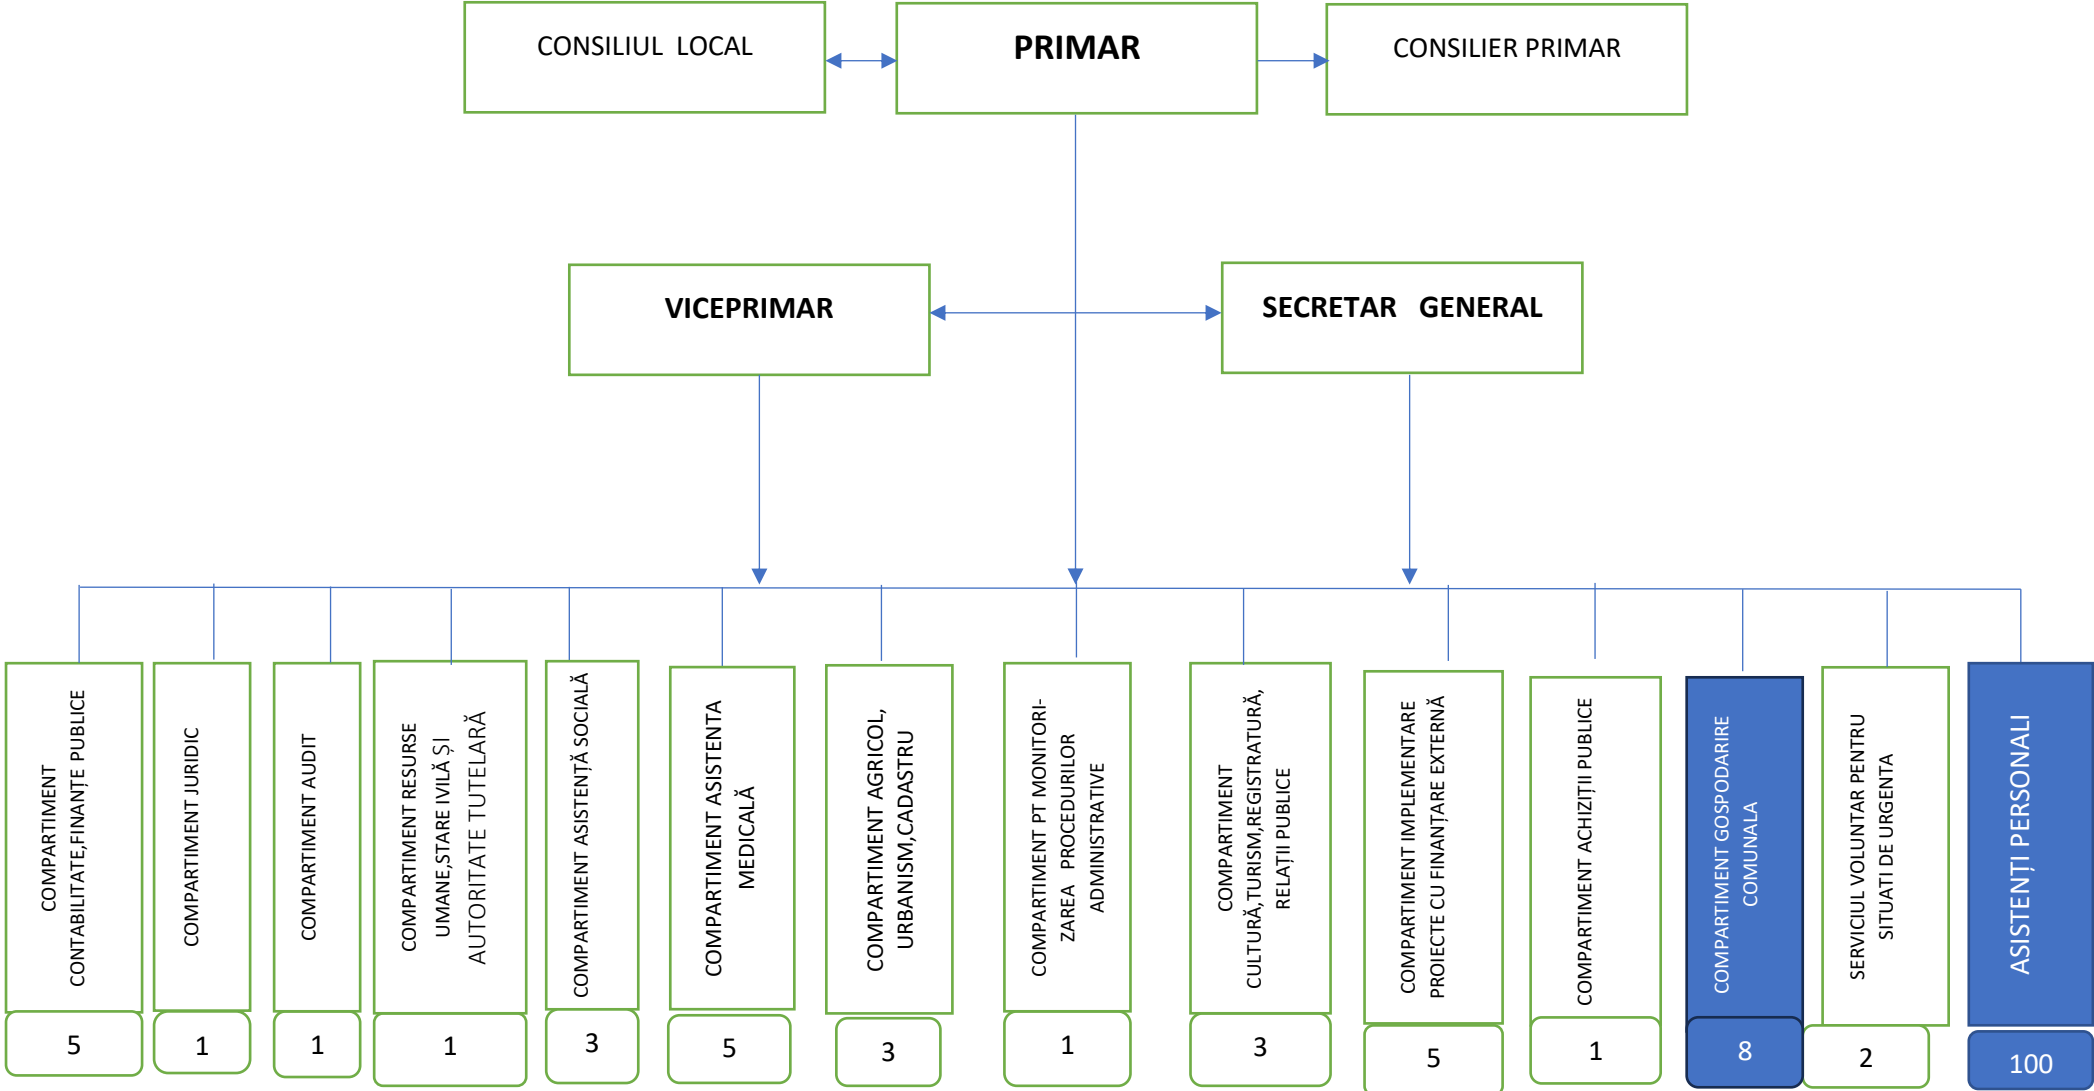 CONSILIUL LOCAL
PRIMAR
CONSILIER PRIMAR
VICEPRIMAR
SECRETAR GENERAL
COMPARTIMENT
CONTABILITATE,FINANȚE PUBLICE
5
COMPARTIMENT JURIDIC
1
COMPARTIMENT AUDIT
1
COMPARTIMENT RESURSE
UMANE,STARE IVILĂ ȘI
AUTORITATE TUTELARĂ
1
COMPARTIMENT ASISTENȚĂ SOCIALĂ
3
COMPARTIMENT ASISTENTA
MEDICALĂ
5
COMPARTIMENT AGRICOL,
URBANISM,CADASTRU
3
COMPARTIMENT PT MONITORI-
ZAREA PROCEDURILOR
ADMINISTRATIVE
1
COMPARTIMENT
CULTURĂ,TURISM,REGISTRATURĂ,
RELAȚII PUBLICE
3
COMPARTIMENT IMPLEMENTARE
PROIECTE CU FINANȚARE EXTERNĂ
5
COMPARTIMENT ACHIZIȚII PUBLICE
1
COMPARTIMENT GOSPODARIRE
COMUNALA
8
SERVICIUL VOLUNTAR PENTRU
SITUATI DE URGENTA
2
ASISTENȚI PERSONALI
100